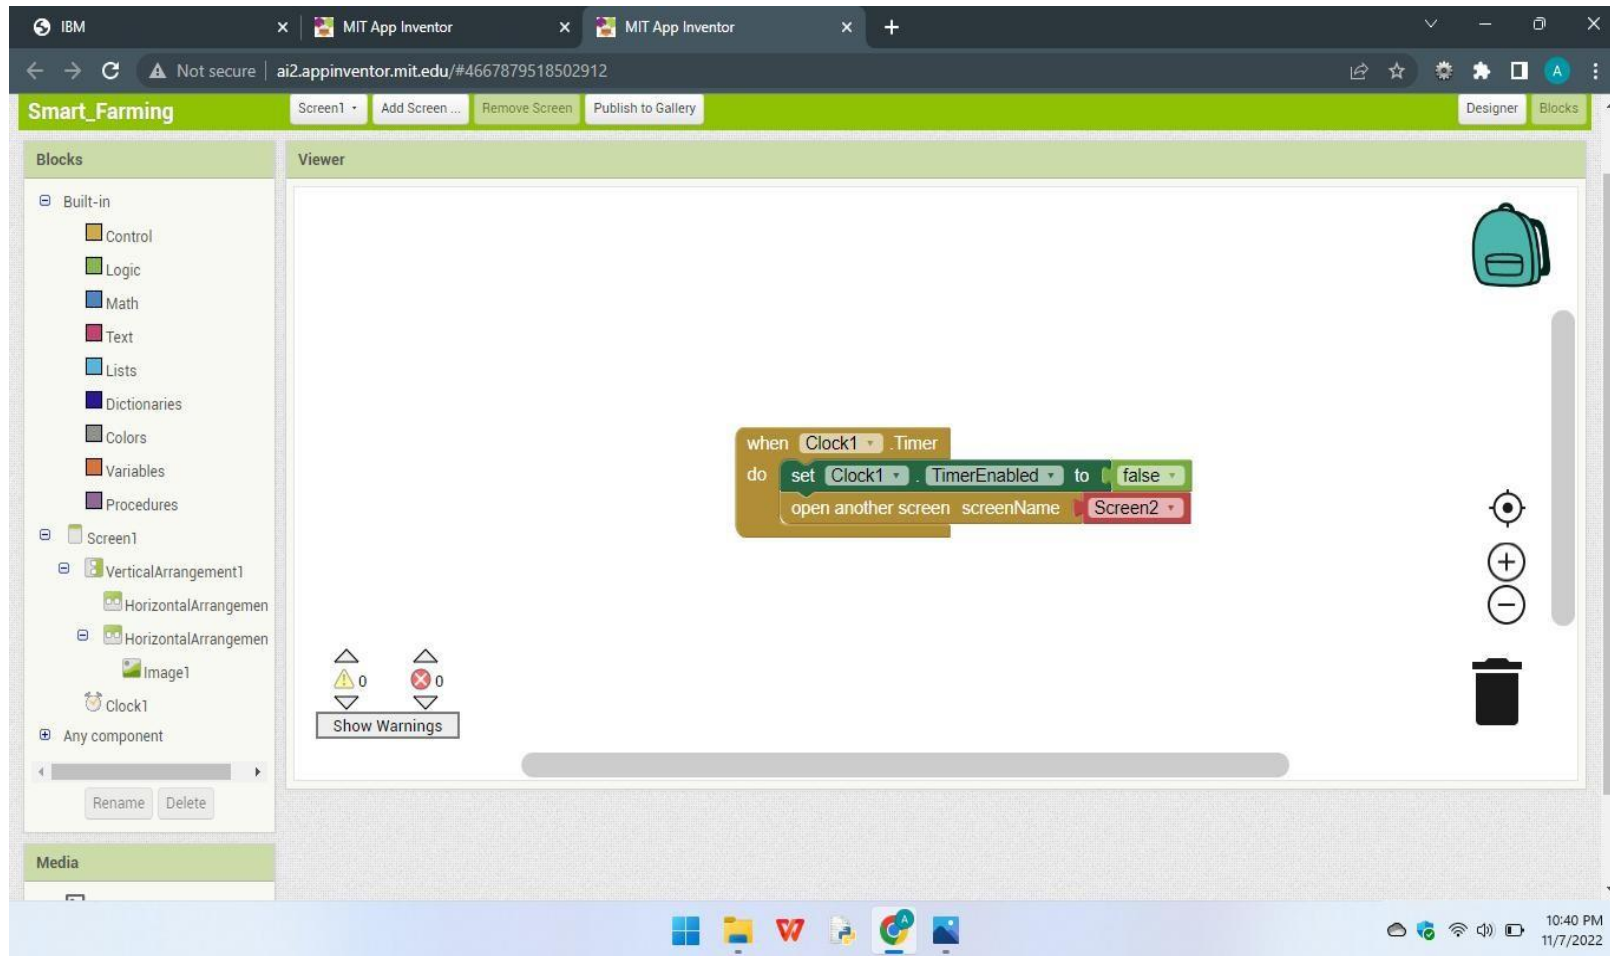 IBM
MIT App Inventor
MIT App Inventor
Not secure
ai2.appinventor.mit.edu/#4667879518502912
A
Smart_Farming
Screen1
Add Screen ...
Remove Screen
Publish to Gallery
Designer
Blocks
Blocks
Viewer
Built-in
Control
Logic
Math
Text
Lists
Dictionaries
Colors
Variables
Procedures
Screen1
VerticalArrangement1
HorizontalArrangemen
HorizontalArrangemen
Image1
Clock1
Any component
Rename
Delete
Media
when Clock1 .Timer
do set Clock1 . TimerEnabled to false
open another screen screenName Screen2
0
0
Show Warnings
A
10:40 PM
11/7/2022